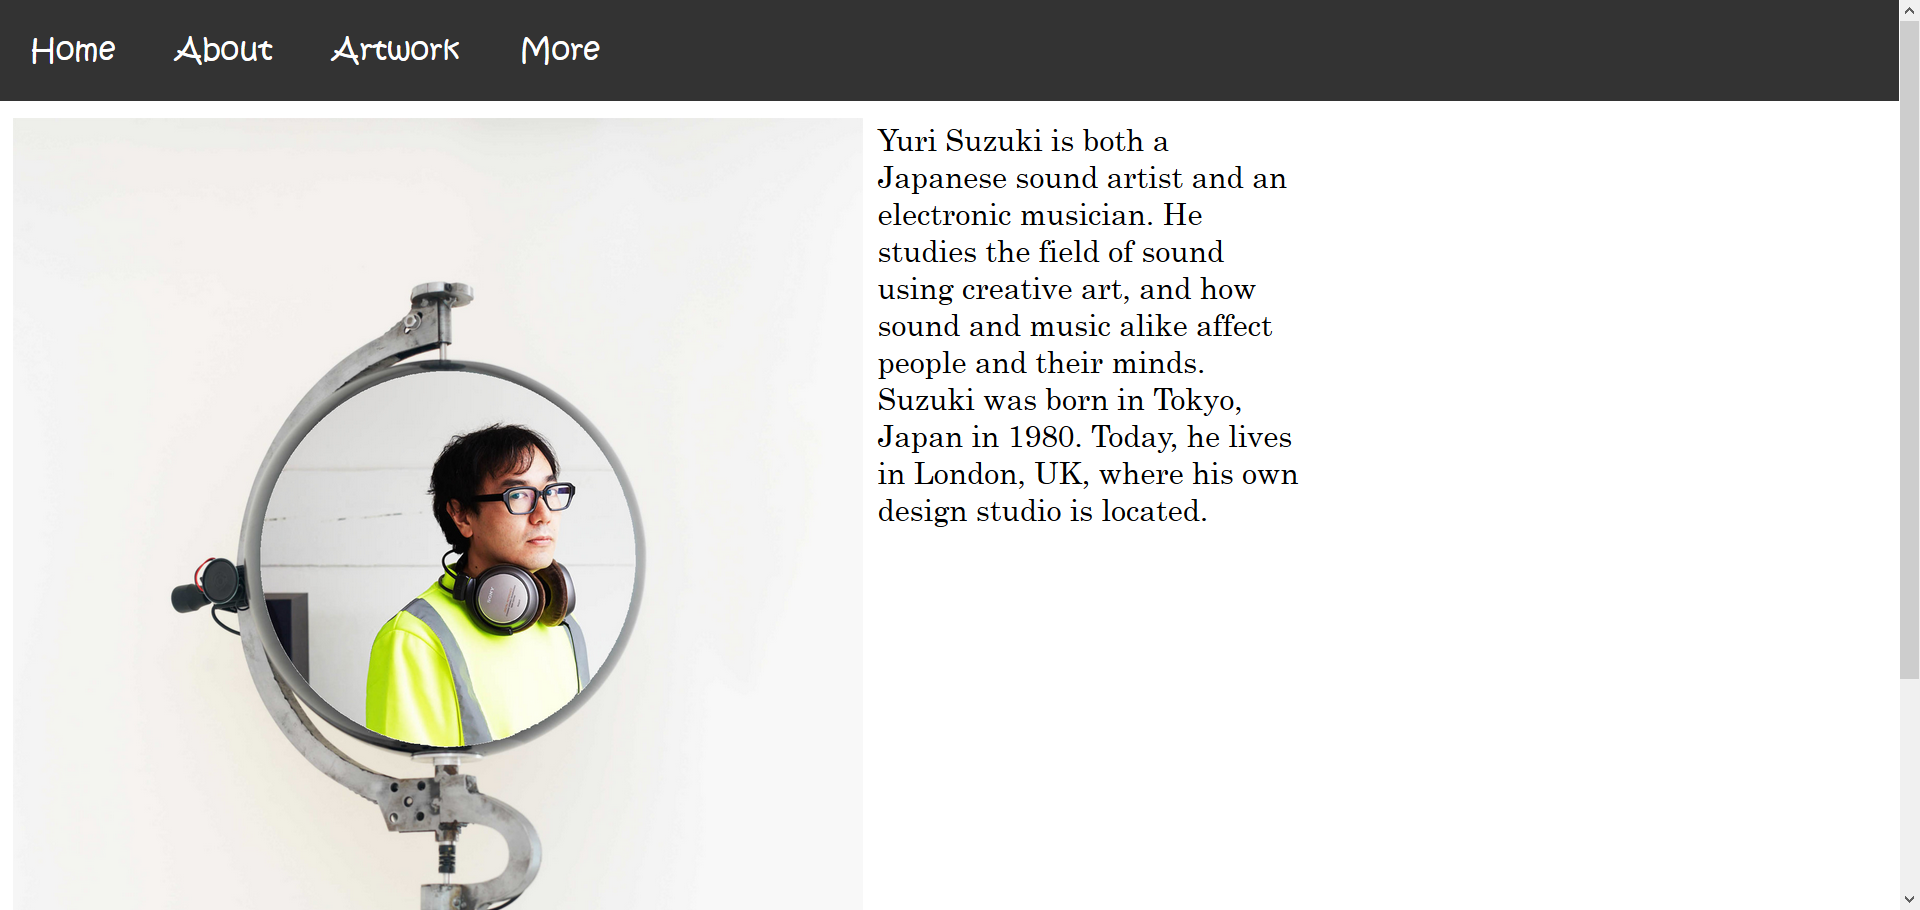 Home About Artwork More
Yuri Suzuki is both a
Japanese sound artist and an
electronic musician. He
studies the field of sound
using creative art, and how
sound and music alike affect
people and their minds.
Suzuki was born in Tokyo,
Japan in 1980. Today, he lives
in London, UK, where his own
design studio is located.
SONY